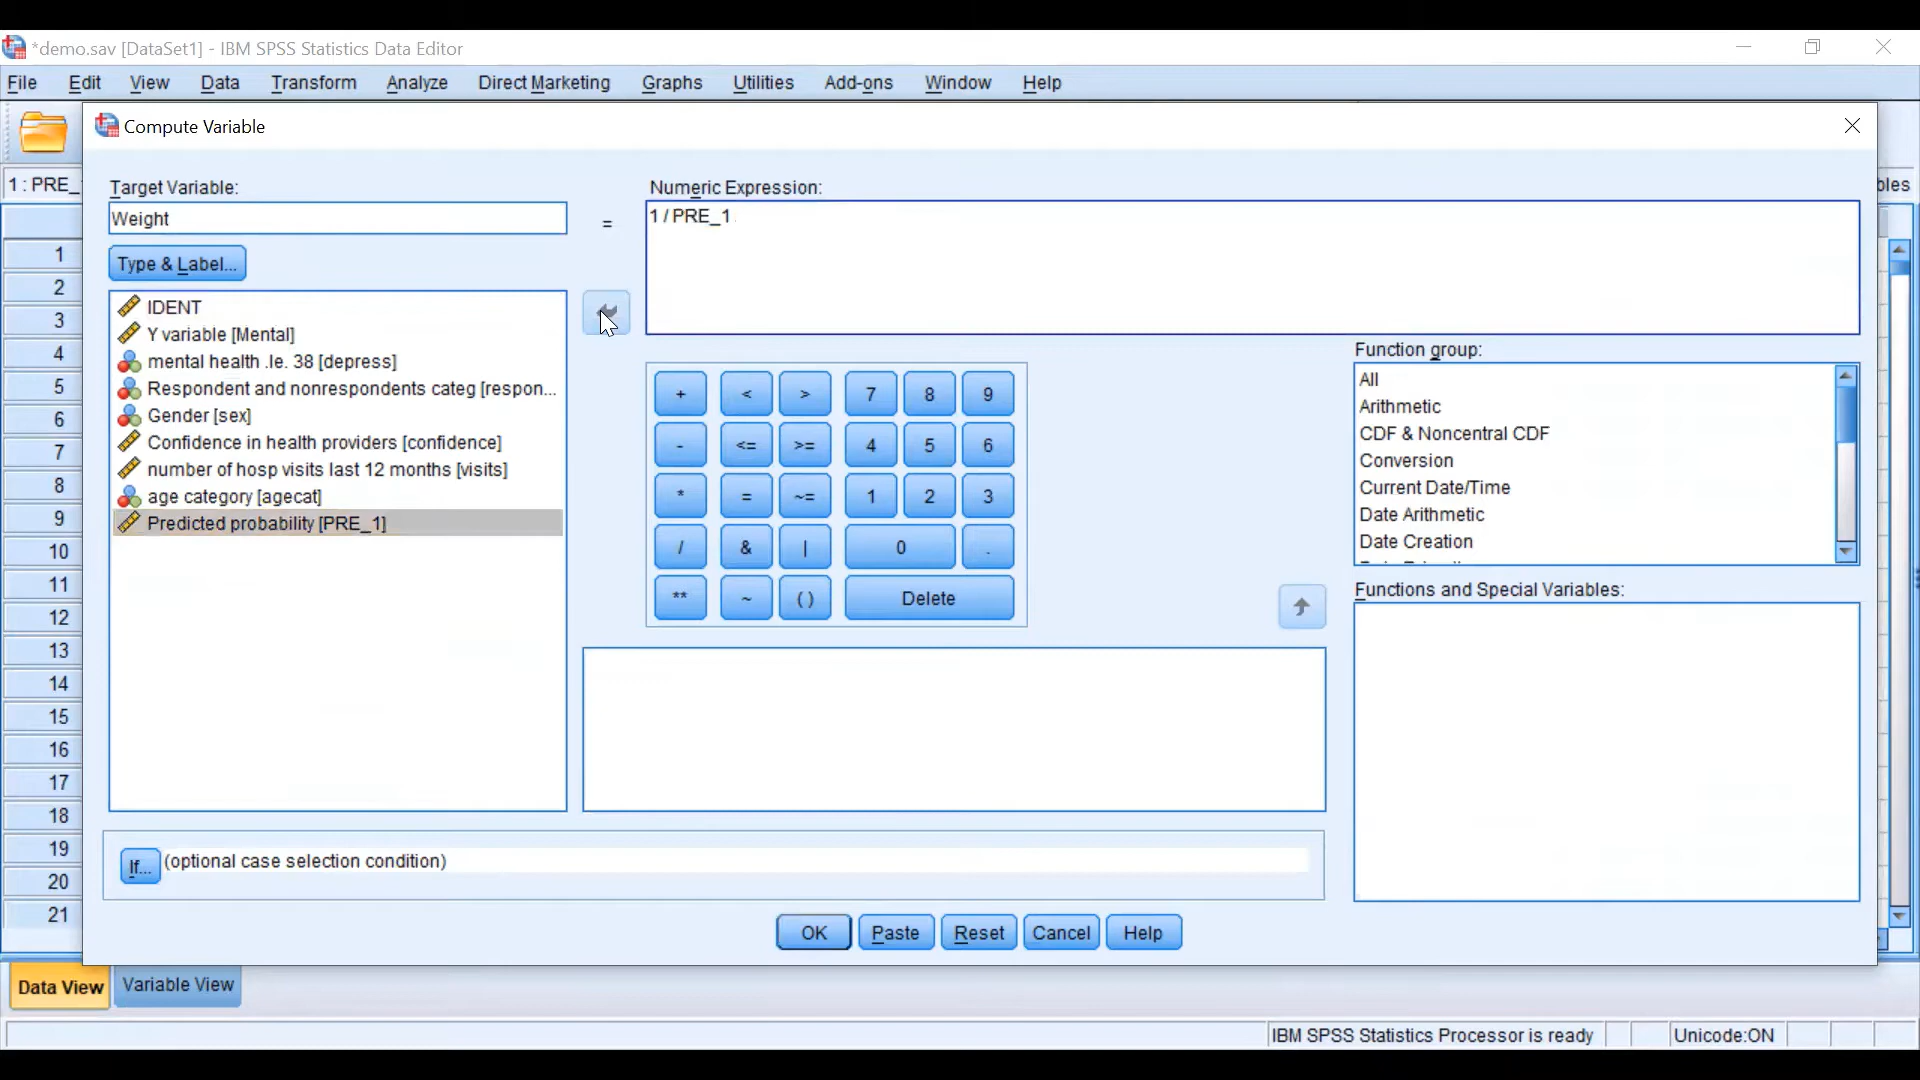 *demo.sav [DataSet1] - IBM SPSS Statistics Data Editor
File Edit View Data Transform Analyze Direct Marketing Graphs Utilities Add-ons Window Help
Compute Variable
1 : PRE_
bles
Target Variable:
Numeric Expression:
Weight
=
1 / PRE_1
Type & Label...
IDENT
Y variable [Mental]
mental health .le. 38 [depress]
Respondent and nonrespondents categ [respon...
Gender [sex]
Confidence in health providers [confidence]
number of hosp visits last 12 months [visits]
age category [agecat]
Predicted probability [PRE_1]
+ < > 7 8 9
- <= >= 4 5 6
* = ~= 1 2 3
/ & | 0 .
** ~ ( ) Delete
Function group:
All
Arithmetic
CDF & Noncentral CDF
Conversion
Current Date/Time
Date Arithmetic
Date Creation
Functions and Special Variables:
If... (optional case selection condition)
OK Paste Reset Cancel Help
1
2
3
4
5
6
7
8
9
10
11
12
13
14
15
16
17
18
19
20
21
Data View Variable View
IBM SPSS Statistics Processor is ready Unicode:ON